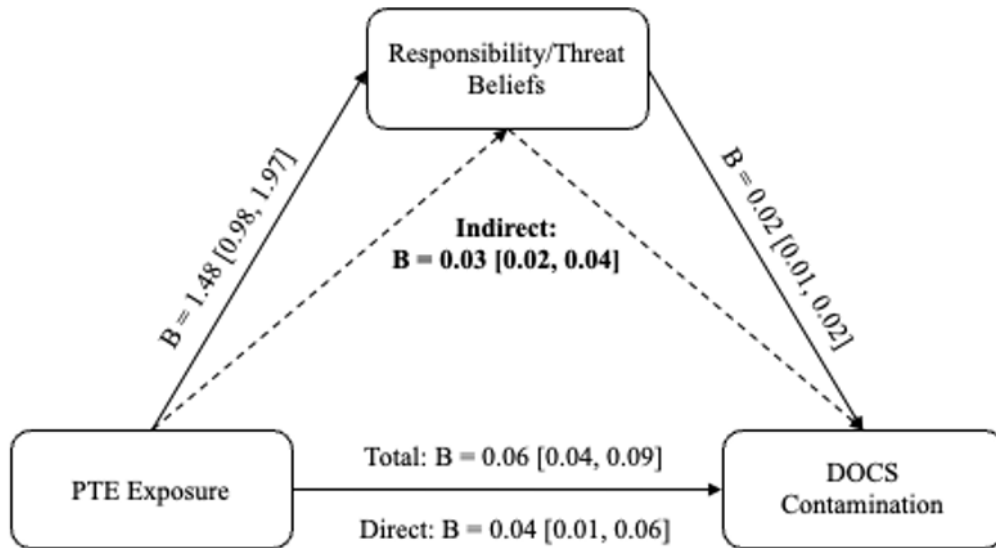 Responsibility/Threat
Beliefs
B = 1.48 [0.98, 1.97]
Indirect:
B = 0.03 [0.02, 0.04]
B = 0.02 [0.01, 0.02]
PTE Exposure
Total: B = 0.06 [0.04, 0.09]
Direct: B = 0.04 [0.01, 0.06]
DOCS
Contamination